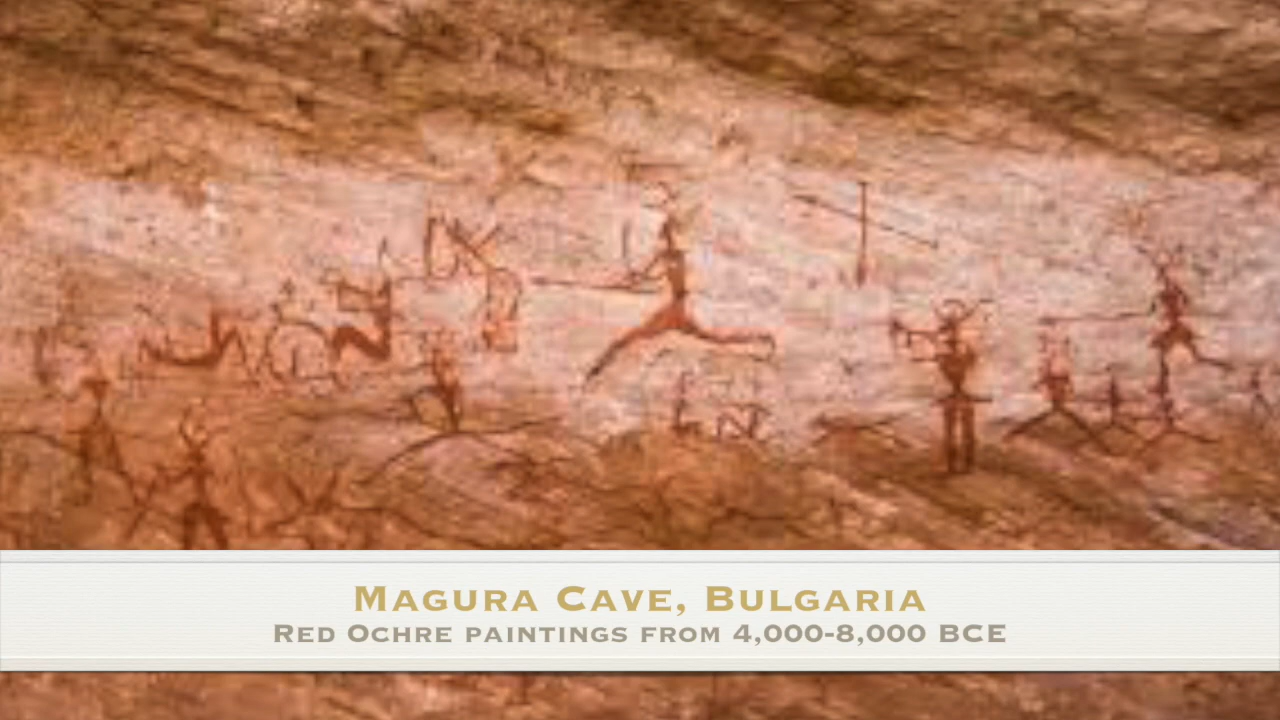 Magura Cave, Bulgaria
Red Ochre paintings from 4,000-8,000 BCE